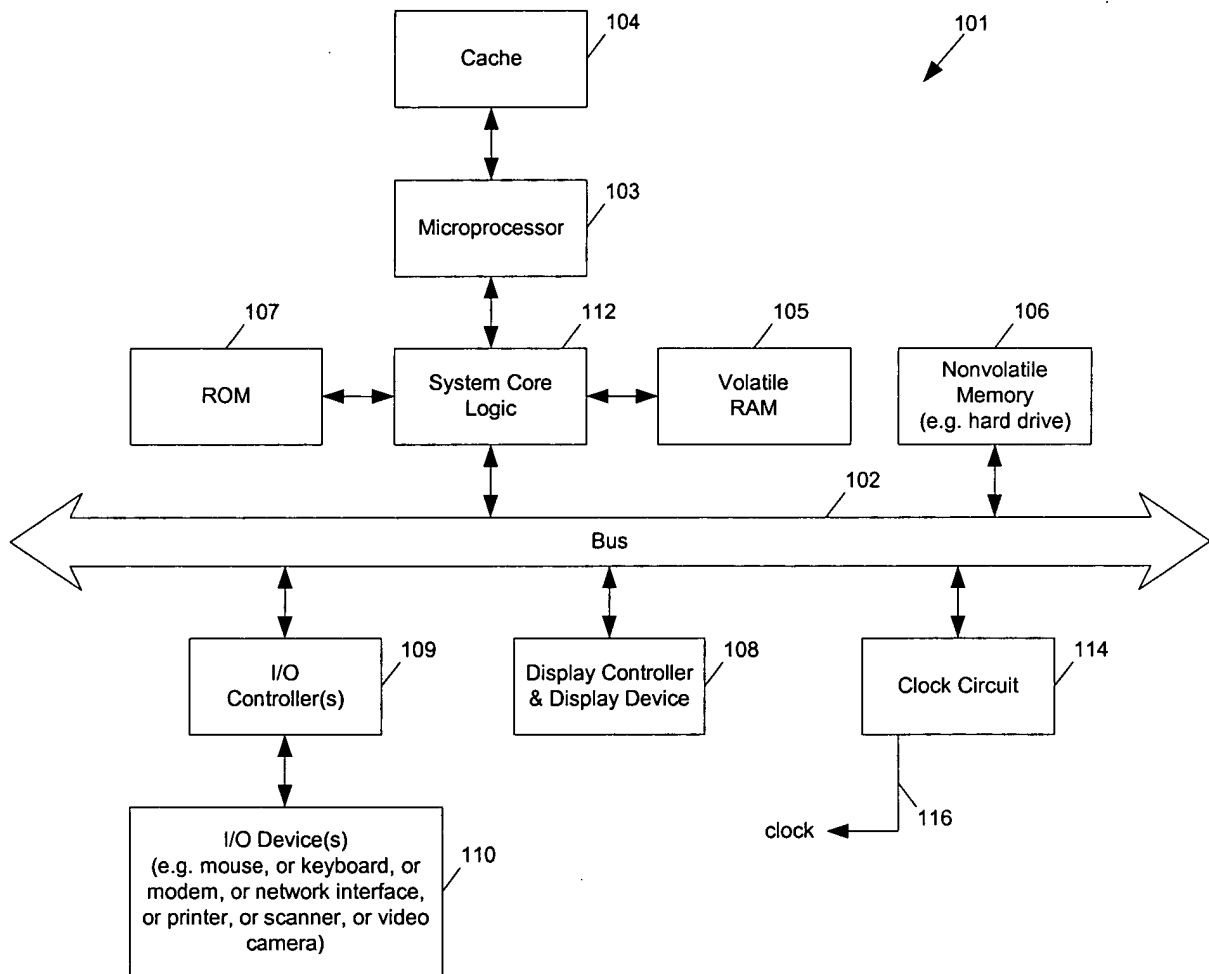 104
101
Cache
103
Microprocessor
107
112
105
106
ROM
System Core
Logic
Volatile
RAM
Nonvolatile
Memory
(e.g. hard drive)
102
Bus
109
108
114
I/O
Controller(s)
Display Controller
& Display Device
Clock Circuit
clock
116
I/O Device(s)
(e.g. mouse, or keyboard, or
modem, or network interface,
or printer, or scanner, or video
camera)
110